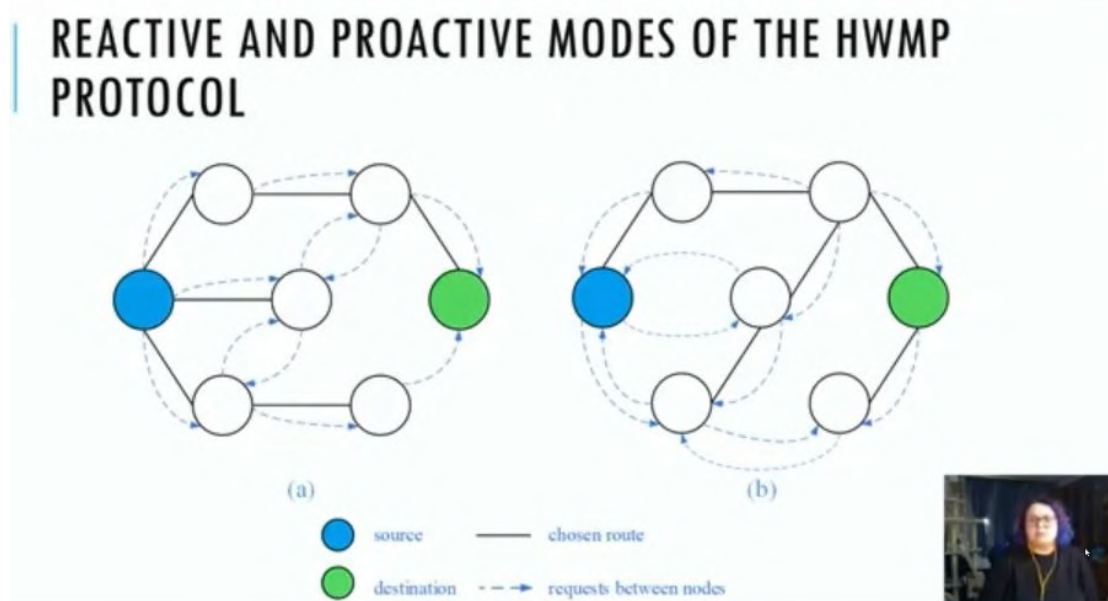 REACTIVE AND PROACTIVE MODES OF THE HWMP
PROTOCOL
(a)
(b)
source
chosen route
destination
requests between nodes